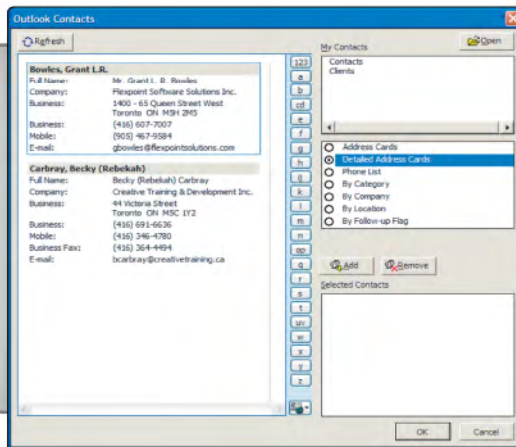 Outlook Contacts
Refresh
Open
My Contacts
Contacts
Clients
Bowles, Grant L.R.
Full Name: Mr. Grant L. R. Bowles
Company: Flexpoint Software Solutions Inc.
Business: 1400 - 65 Queen Street West
Toronto ON M5H 2M5
Business: (416) 607-7007
Mobile: (905) 467-9584
E-mail: gbowles@flexpointsolutions.com
Carbray, Becky (Rebekah)
Full Name: Becky (Rebekah) Carbray
Company: Creative Training & Development Inc.
Business: 44 Victoria Street
Toronto ON M5C 1Y2
Business: (416) 691-6636
Mobile: (416) 346-4780
Business Fax: (416) 364-4494
E-mail: bcarbray@creativetraining.ca
123
a
b
cd
e
f
g
h
ij
k
l
m
n
op
q
r
s
t
uv
w
x
y
z
Address Cards
Detailed Address Cards
Phone List
By Category
By Company
By Location
By Follow-up Flag
Add
Remove
Selected Contacts
OK
Cancel